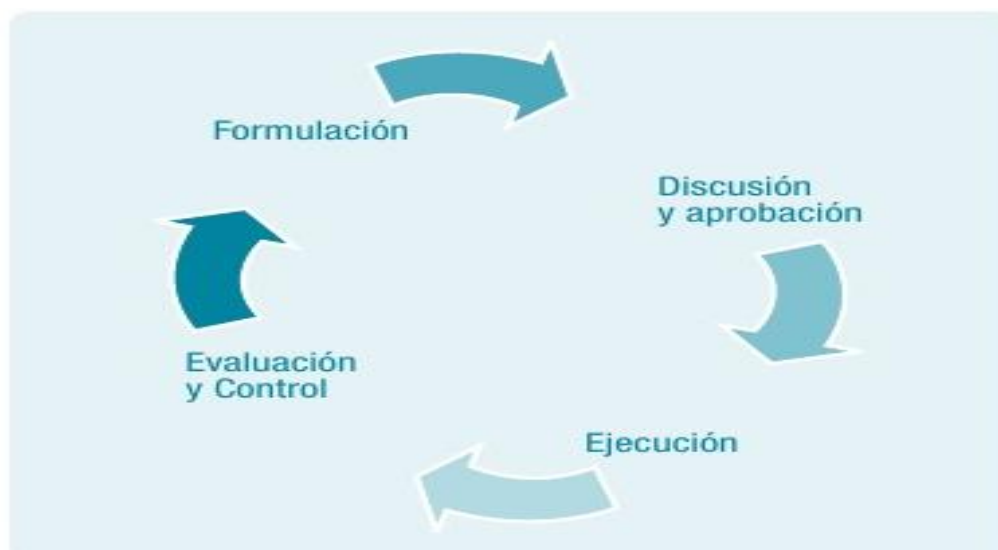 Formulación
Discusión
y aprobación
Ejecución
Evaluación
y Control